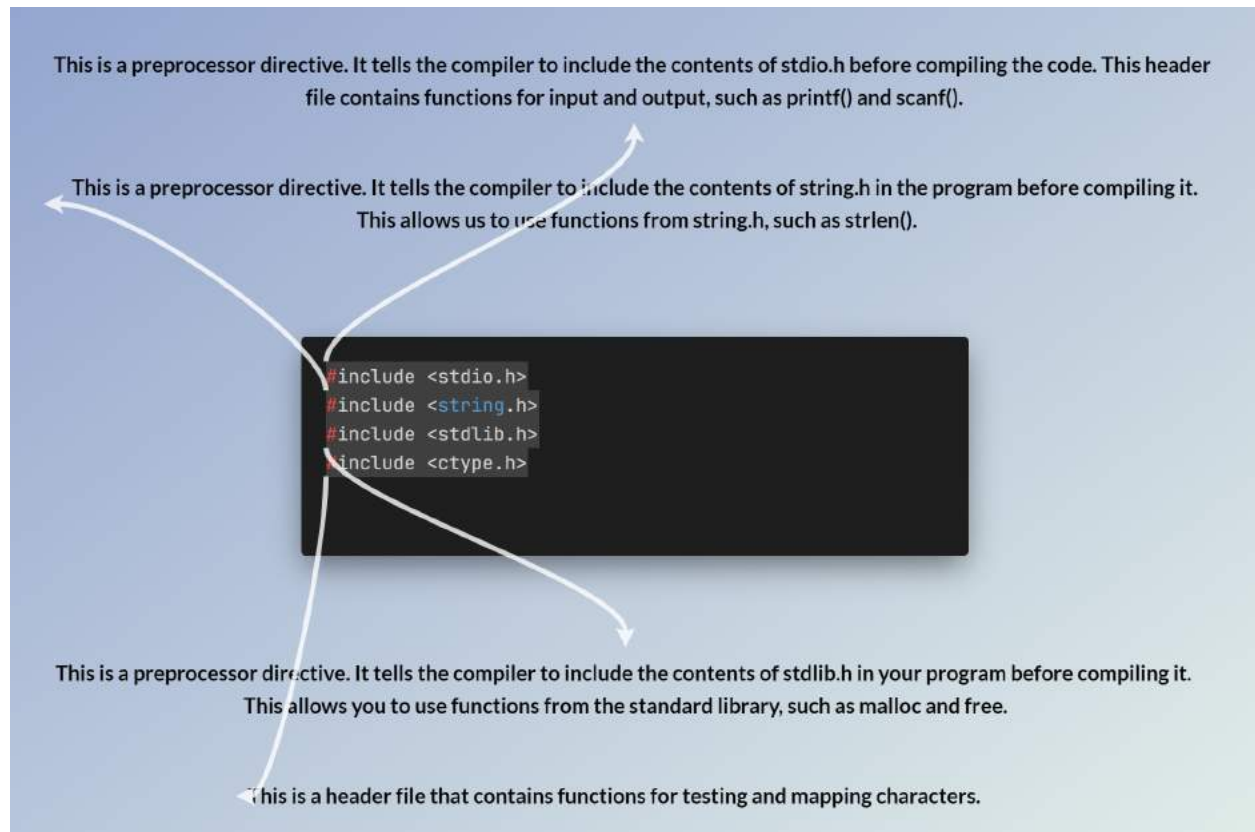 This is a preprocessor directive. It tells the compiler to include the contents of stdio.h before compiling the code. This header
file contains functions for input and output, such as printf() and scanf().
This is a preprocessor directive. It tells the compiler to include the contents of string.h in the program before compiling it.
This allows us to use functions from string.h, such as strlen().
#include <stdio.h>
#include <string.h>
#include <stdlib.h>
#include <ctype.h>
This is a preprocessor directive. It tells the compiler to include the contents of stdlib.h in your program before compiling it.
This allows you to use functions from the standard library, such as malloc and free.
This is a header file that contains functions for testing and mapping characters.